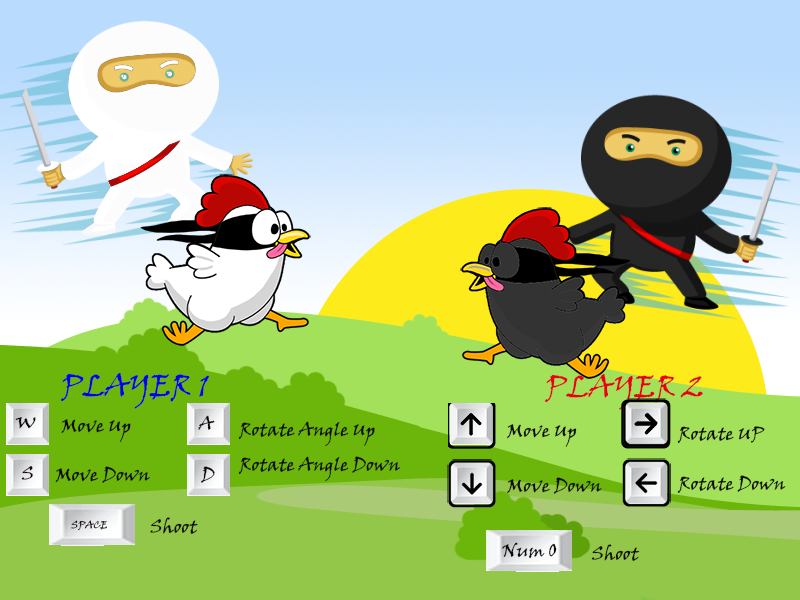 PLAYER 1
W Move Up A Rotate Angle Up
S Move Down D Rotate Angle Down
SPACE Shoot
PLAYER 2
↑ Move Up → Rotate UP
↓ Move Down ← Rotate Down
Num 0 Shoot